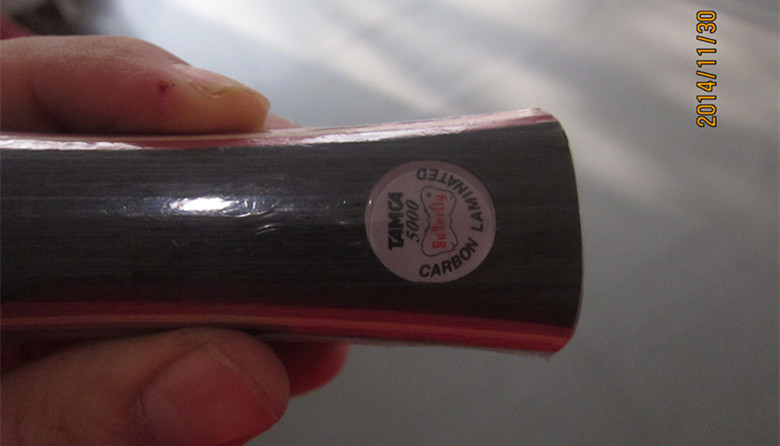 2014/11/30
TAMCA
5000
Butterfly
CARBON LAMINATED